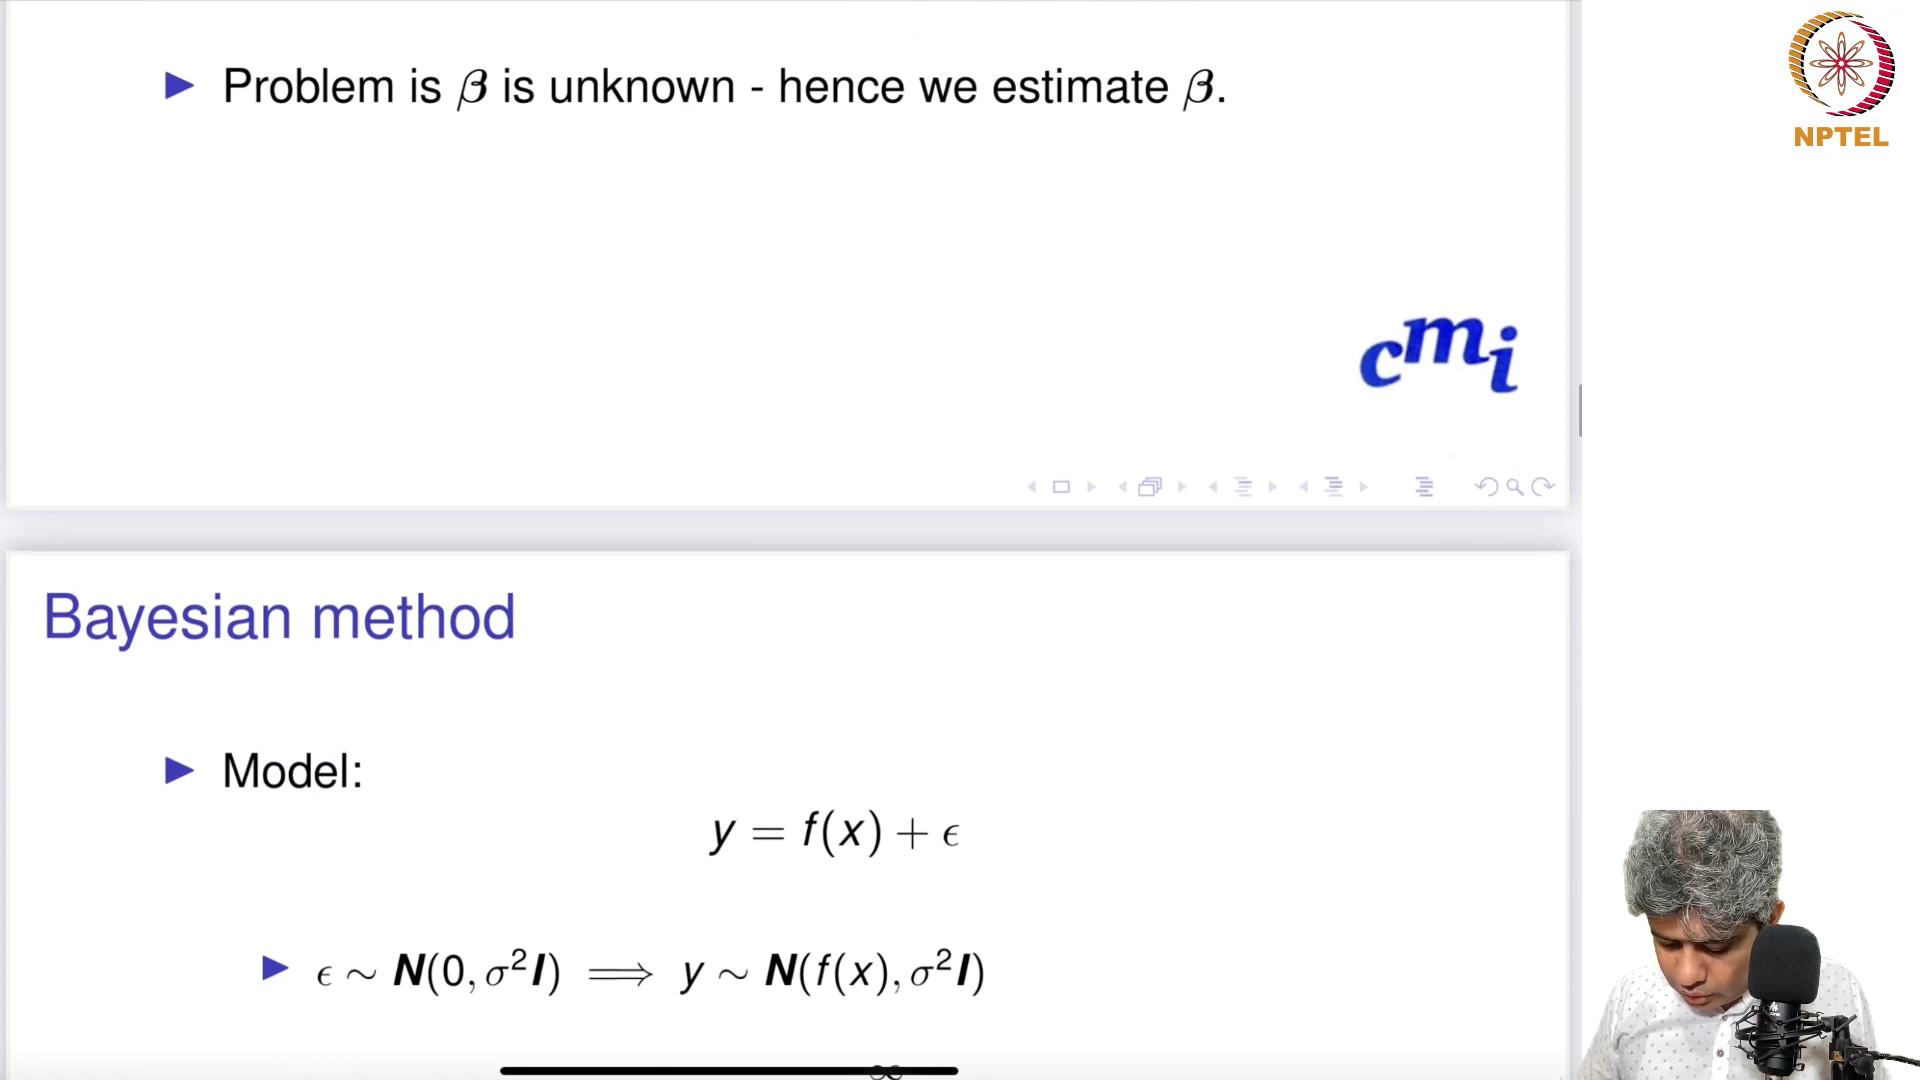 ▶ Problem is β is unknown - hence we estimate β.
NPTEL
cmi
Bayesian method
▶ Model:
y = f(x) + ϵ
▶ ϵ ∼ N(0, σ²I) ⟹ y ∼ N(f(x), σ²I)
∞